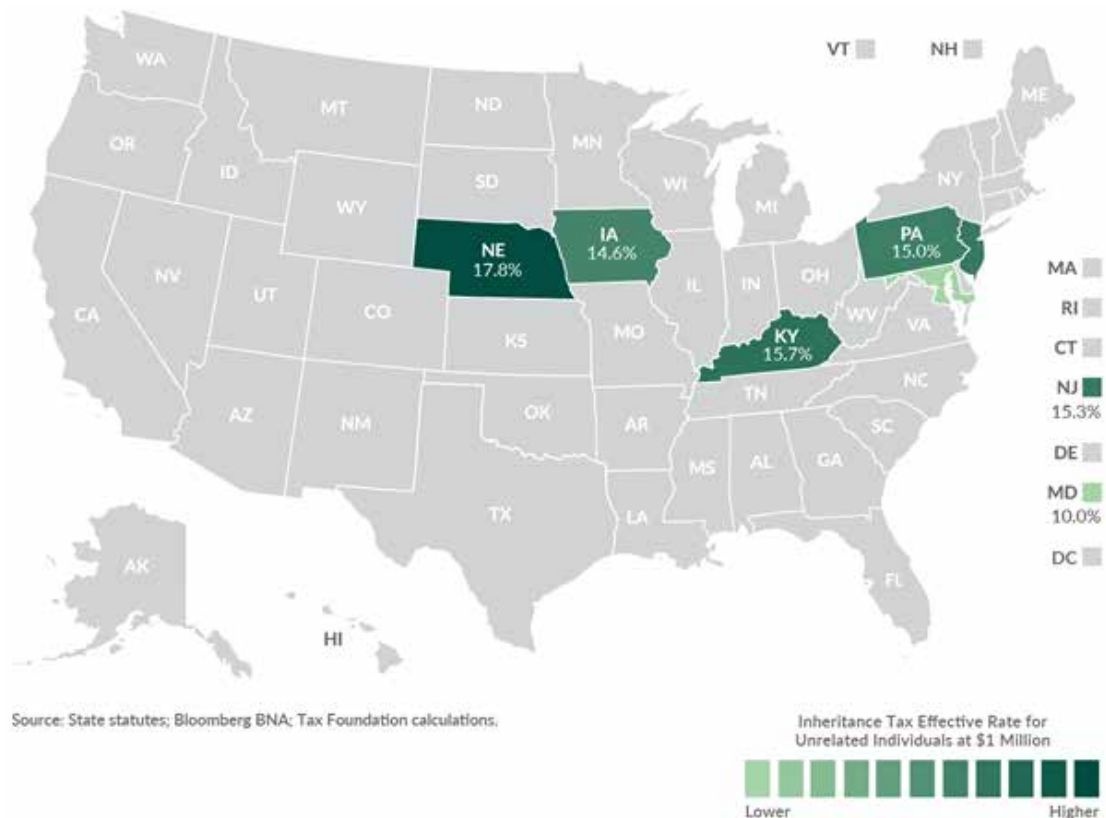 VT
NH
WA
MT
ND
MN
ME
OR
ID
SD
WI
MI
NY
WY
NE
17.8%
IA
14.6%
PA
15.0%
NV
UT
CO
CA
KS
MO
IL
IN
OH
WV
VA
KY
15.7%
MA
RI
CT
NJ
15.3%
DE
MD
10.0%
DC
AZ
NM
OK
AR
TN
NC
SC
MS
AL
GA
TX
LA
FL
AK
HI
Source: State statutes; Bloomberg BNA; Tax Foundation calculations.
Inheritance Tax Effective Rate for
Unrelated Individuals at $1 Million
Lower
Higher